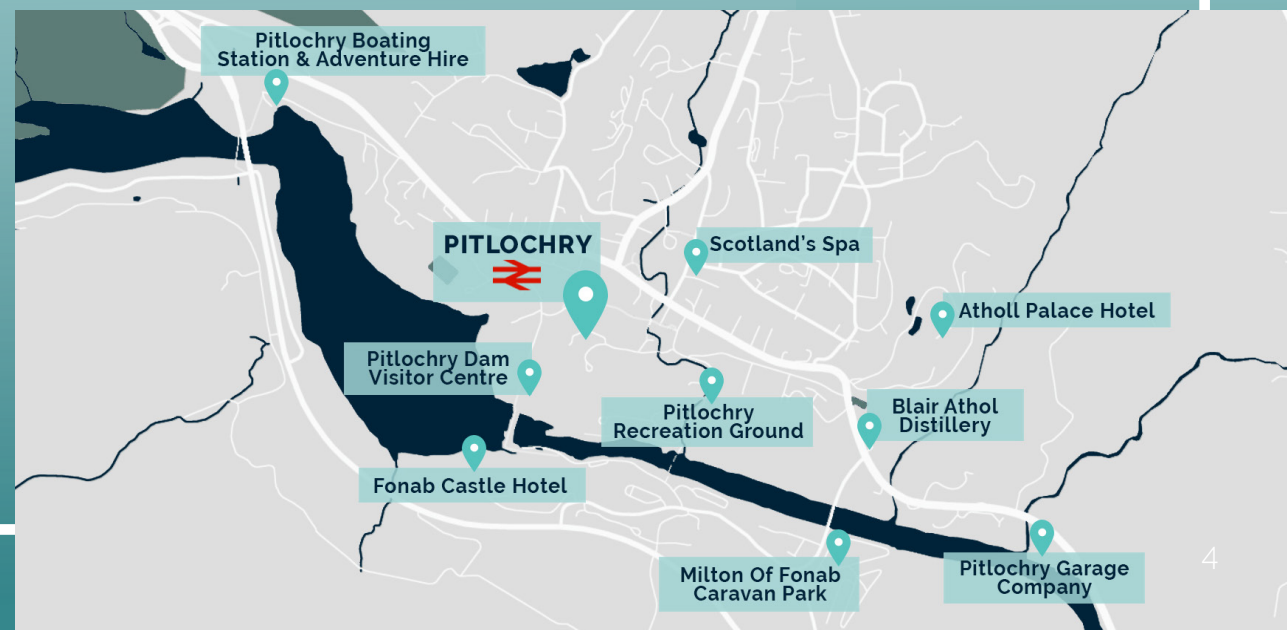 Pitlochry Boating
Station & Adventure Hire
PITLOCHRY
Scotland's Spa
Atholl Palace Hotel
Pitlochry Dam
Visitor Centre
Pitlochry
Recreation Ground
Blair Athol
Distillery
Fonab Castle Hotel
Milton Of Fonab
Caravan Park
Pitlochry Garage
Company
4